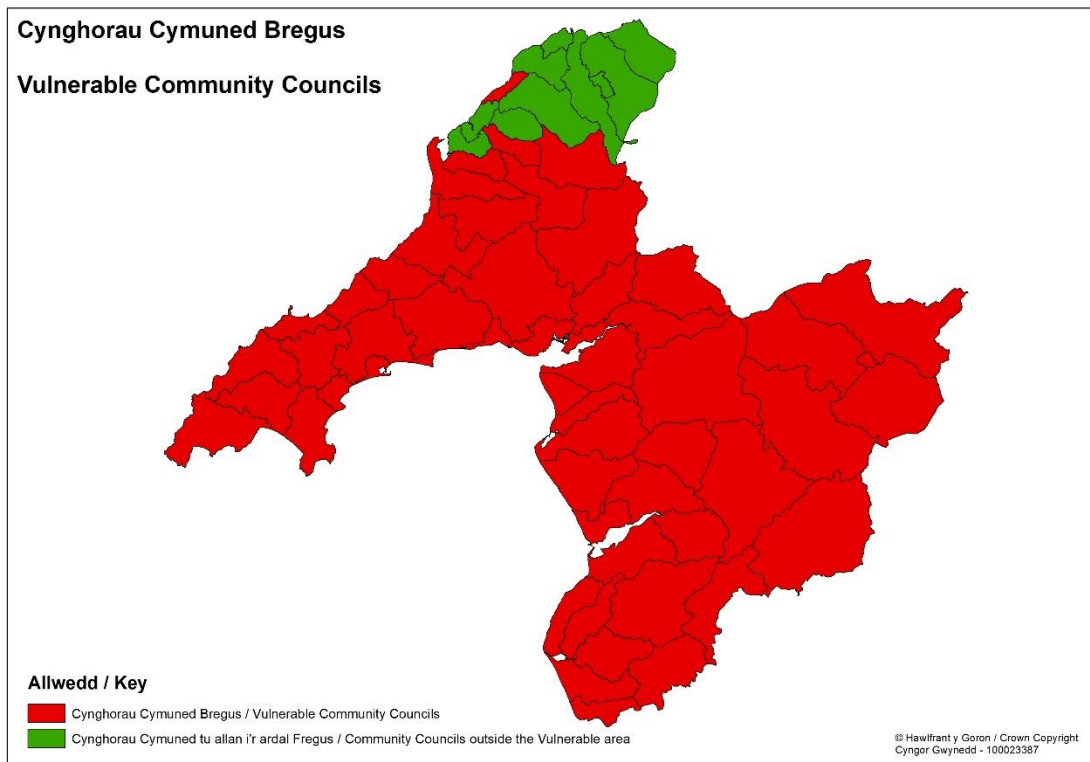 Cynghorau Cymuned Bregus
Vulnerable Community Councils
Allwedd / Key
Cynghorau Cymuned Bregus / Vulnerable Community Councils
Cynghorau Cymuned tu allan i'r ardal Fregus / Community Councils outside the Vulnerable area
© Hawlfraint y Goron / Crown Copyright
Cyngor Gwynedd - 100023387